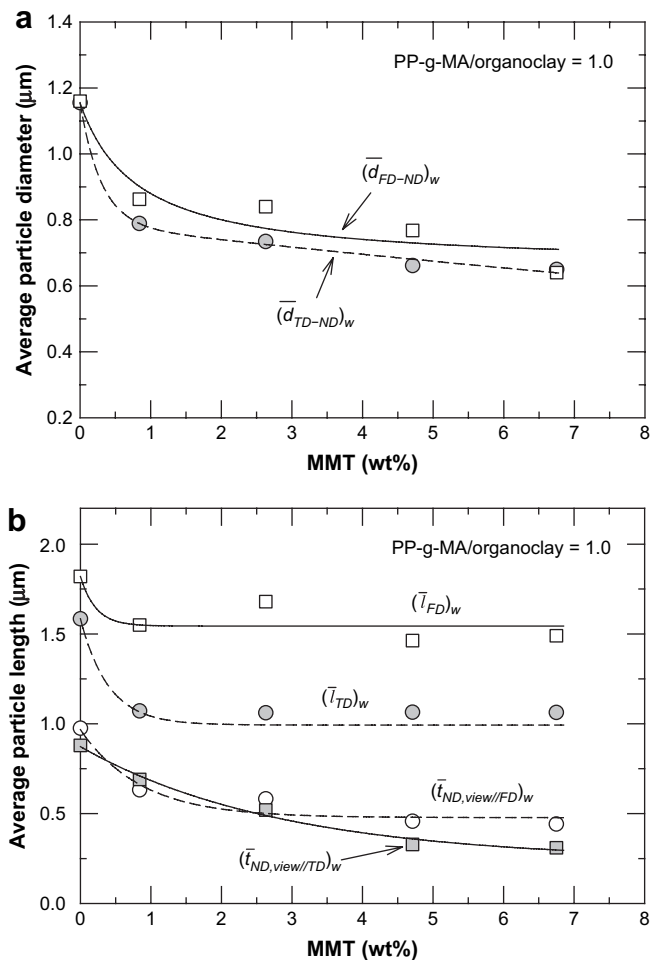 a
PP-g-MA/organoclay = 1.0
Average particle diameter (μm)
1.4
1.2
1.0
0.8
0.6
0.4
0.2
(d̅FD–ND)w
(d̅TD–ND)w
0 1 2 3 4 5 6 7 8
MMT (wt%)
b
PP-g-MA/organoclay = 1.0
Average particle length (μm)
2.0
1.5
1.0
0.5
0.0
(l̅FD)w
(l̅TD)w
(t̅ND,view//FD)w
(t̅ND,view//TD)w
0 1 2 3 4 5 6 7 8
MMT (wt%)